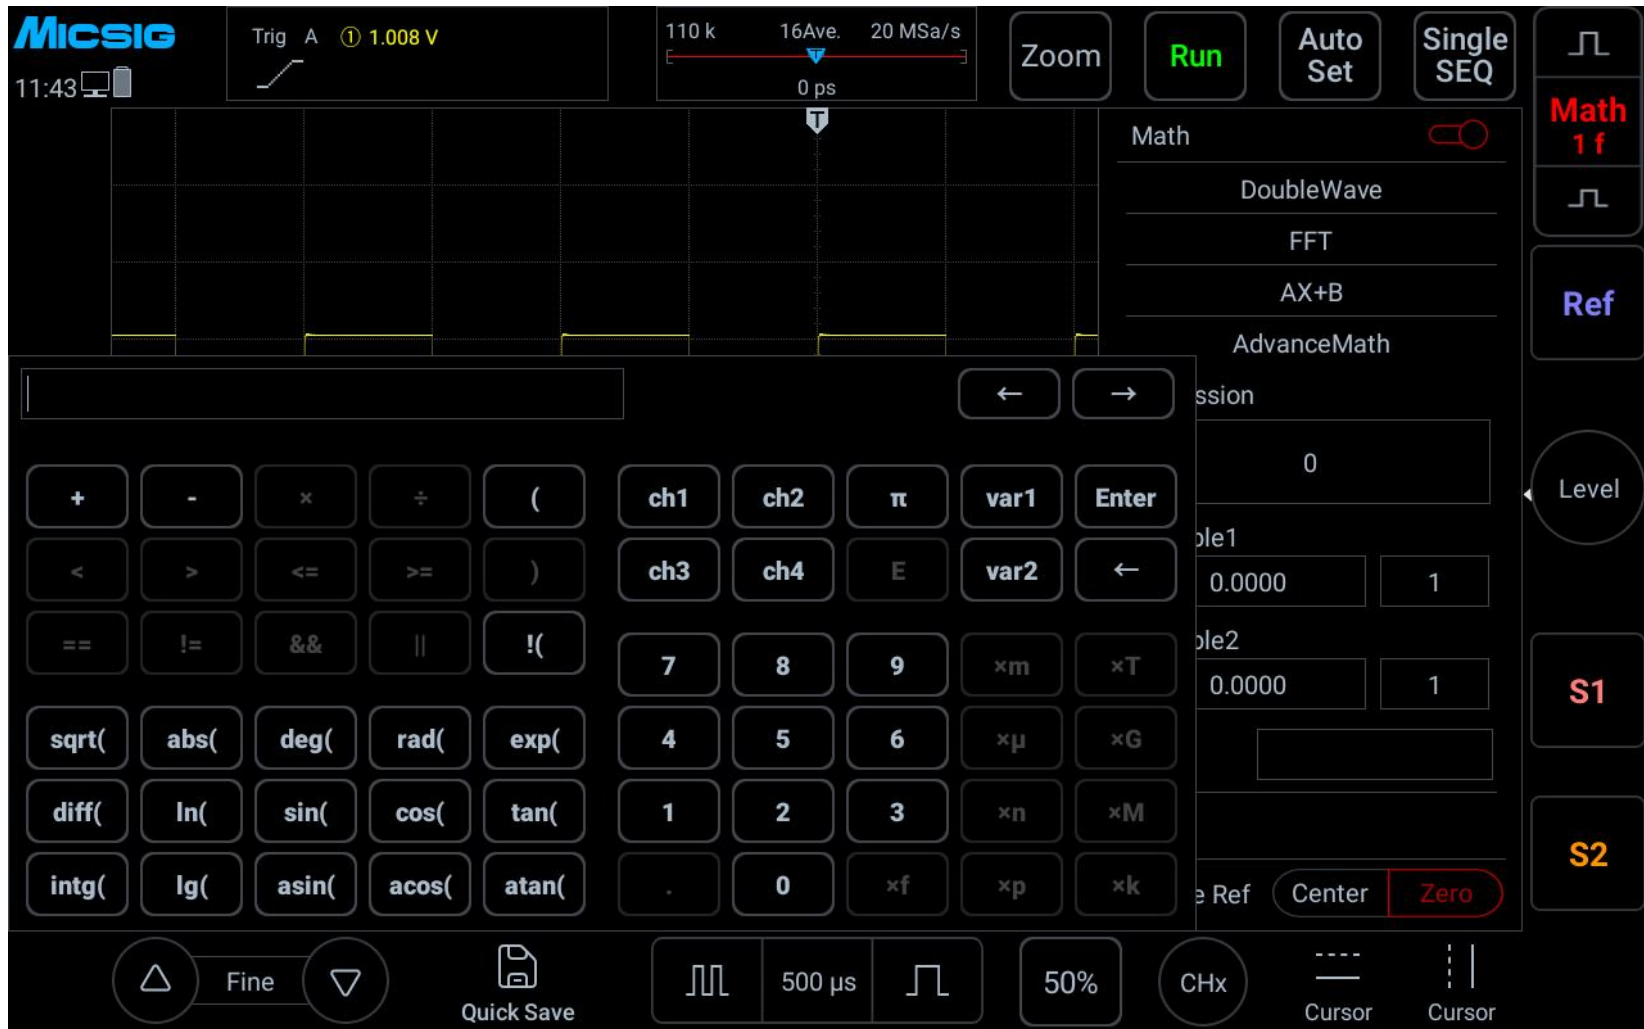 MICSIG
11:43
Trig A ① 1.008 V
110 k 16Ave. 20 MSa/s
0 ps
Zoom
Run
Auto
Set
Single
SEQ
T
Math
1 f
Ref
Level
S1
S2
Math
DoubleWave
FFT
AX+B
AdvanceMath
ssion
0
ble1
0.0000 1
ble2
0.0000 1
e Ref Center Zero
← →
+ - × ÷ ( ch1 ch2 π var1 Enter
< > <= >= ) ch3 ch4 E var2 ←
== != && || !(
7 8 9 ×m ×T
sqrt( abs( deg( rad( exp( 4 5 6 ×μ ×G
diff( ln( sin( cos( tan( 1 2 3 ×n ×M
intg( lg( asin( acos( atan( . 0 ×f ×p ×k
Fine
Quick Save
500 μs
50%
CHx
Cursor
Cursor